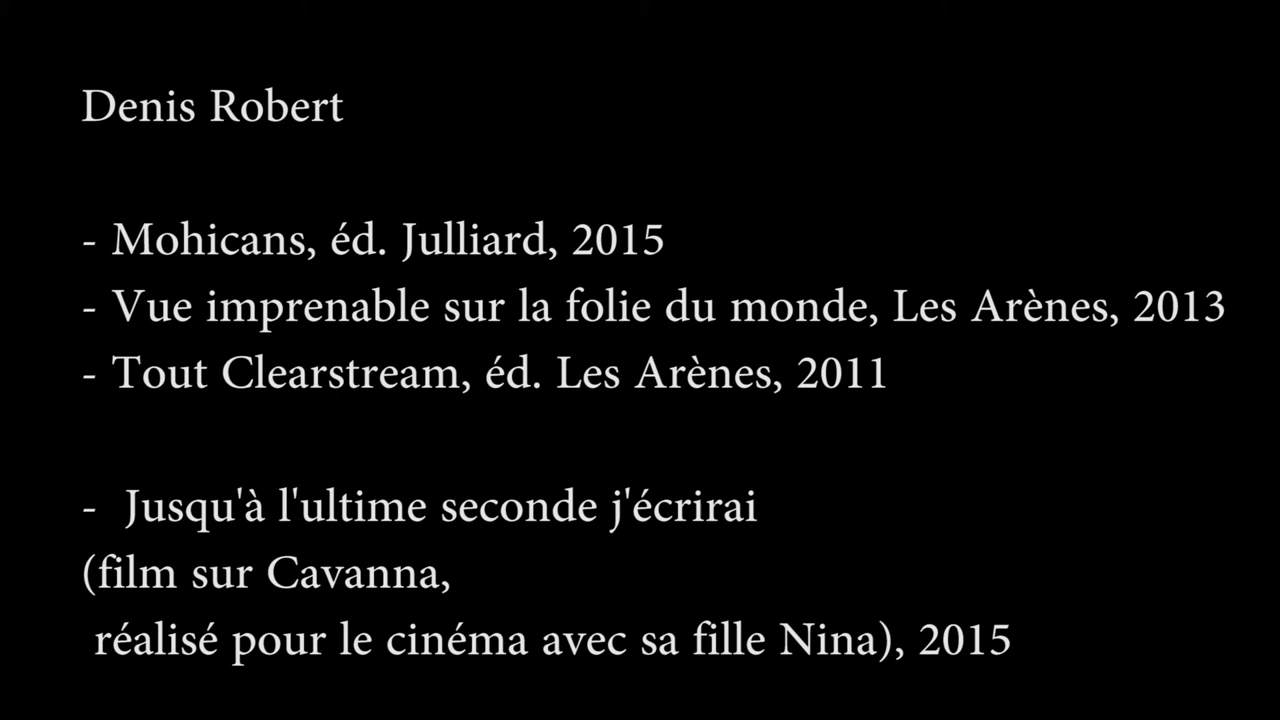 Denis Robert
- Mohicans, éd. Julliard, 2015
- Vue imprenable sur la folie du monde, Les Arènes, 2013
- Tout Clearstream, éd. Les Arènes, 2011
- Jusqu'à l'ultime seconde j'écrirai
(film sur Cavanna,
réalisé pour le cinéma avec sa fille Nina), 2015